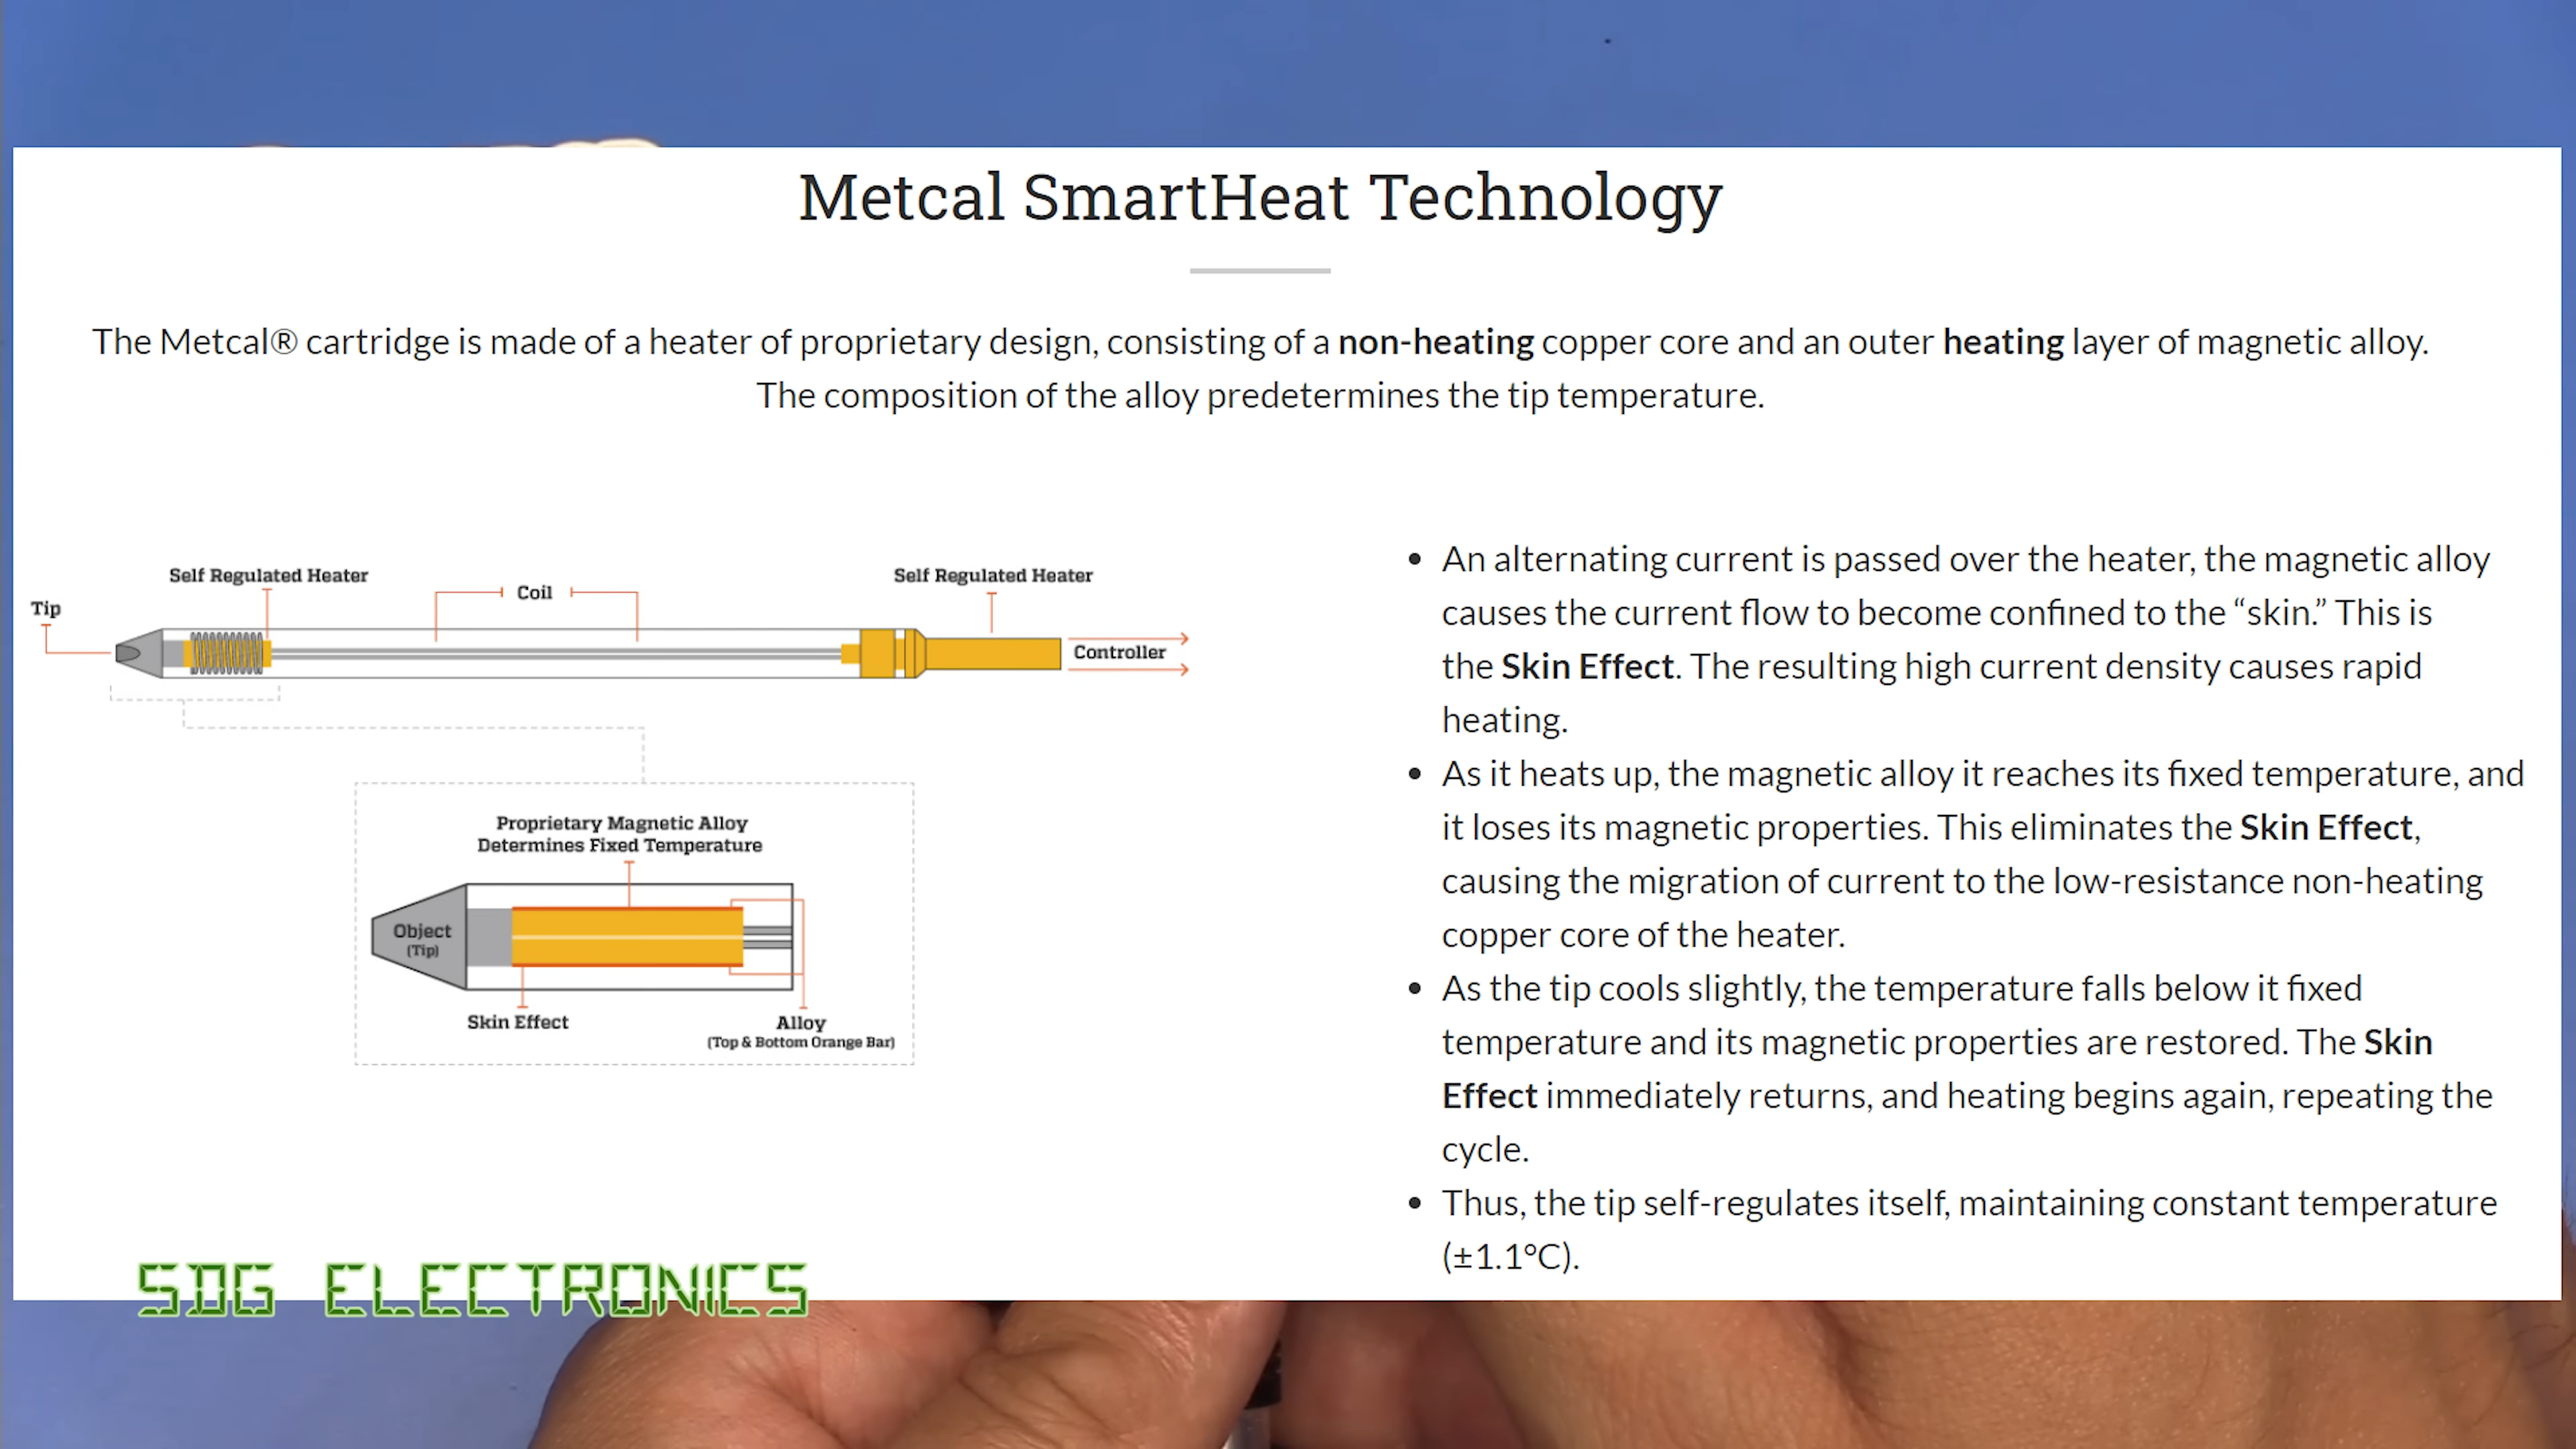 Metcal SmartHeat Technology
The Metcal® cartridge is made of a heater of proprietary design, consisting of a non-heating copper core and an outer heating layer of magnetic alloy.
The composition of the alloy predetermines the tip temperature.
Self Regulated Heater
Coil
Self Regulated Heater
Tip
Controller
Proprietary Magnetic Alloy
Determines Fixed Temperature
Object
(Tip)
Skin Effect
Alloy
(Top & Bottom Orange Bar)
• An alternating current is passed over the heater, the magnetic alloy
causes the current flow to become confined to the “skin.” This is
the Skin Effect. The resulting high current density causes rapid
heating.
• As it heats up, the magnetic alloy it reaches its fixed temperature, and
it loses its magnetic properties. This eliminates the Skin Effect,
causing the migration of current to the low-resistance non-heating
copper core of the heater.
• As the tip cools slightly, the temperature falls below it fixed
temperature and its magnetic properties are restored. The Skin
Effect immediately returns, and heating begins again, repeating the
cycle.
• Thus, the tip self-regulates itself, maintaining constant temperature
(±1.1°C).
SDG ELECTRONICS